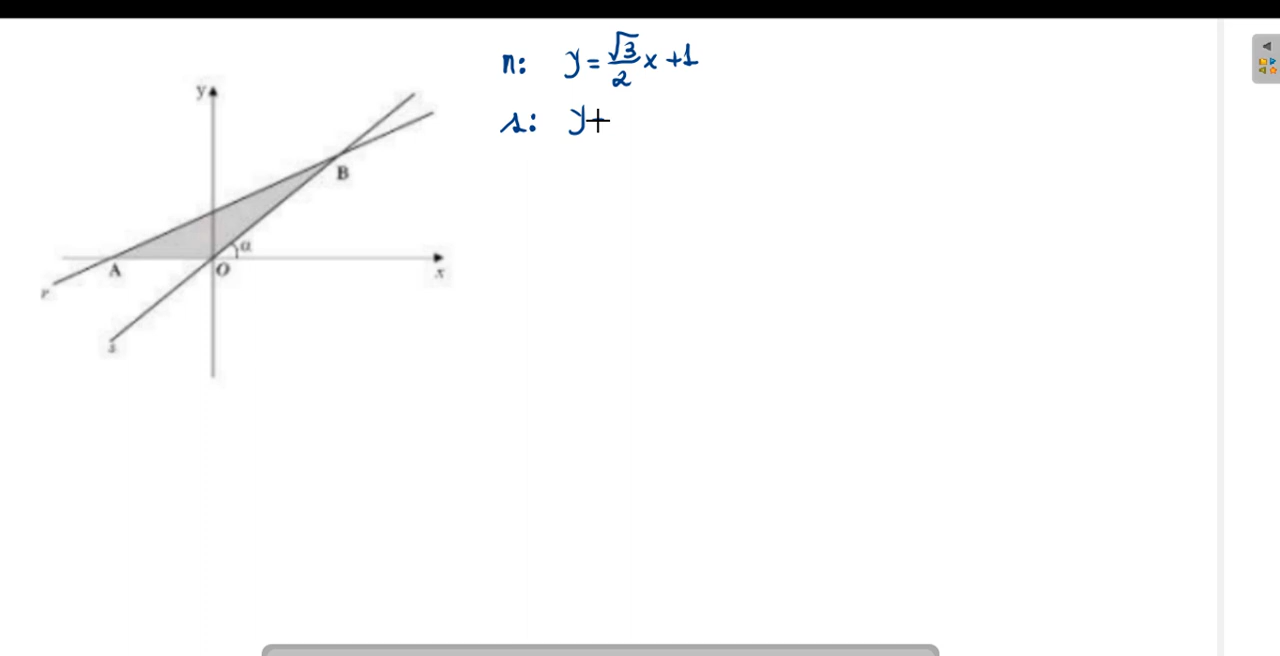 r: y = √3/2 x + 1
s: y
y
B
α
A
O
x
r
s